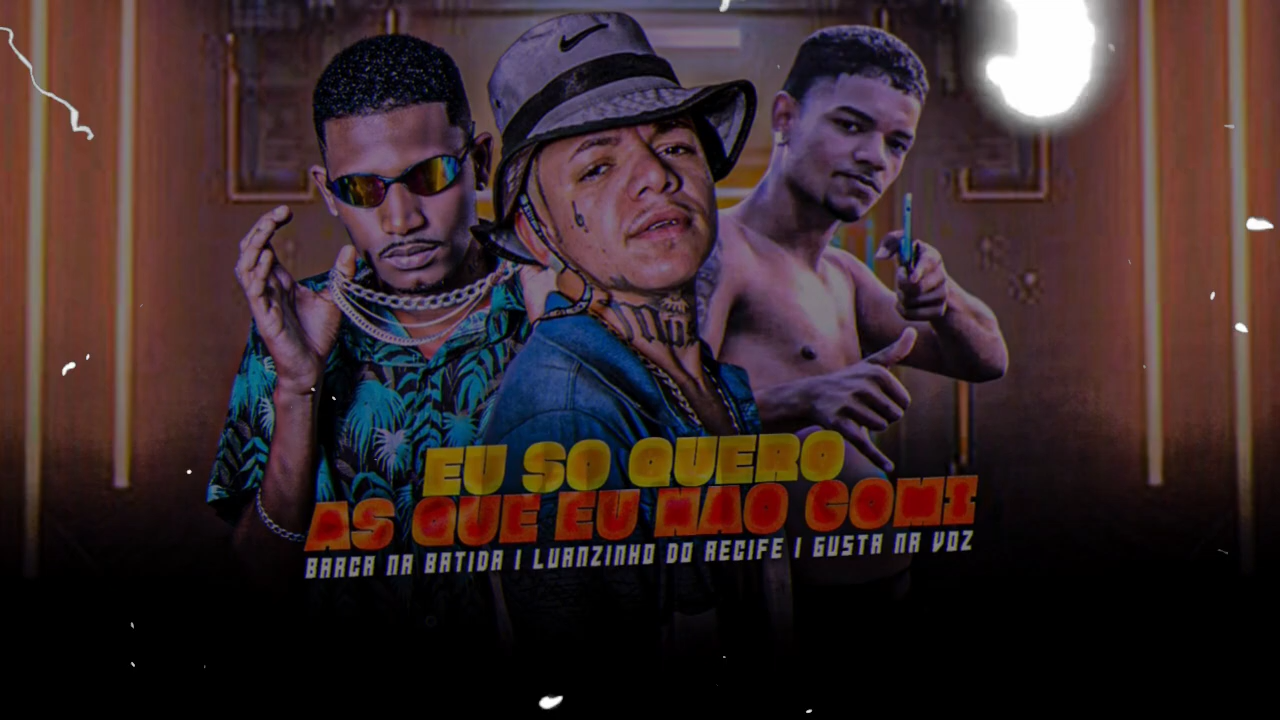 EU SO QUERO
AS QUE EU NAO COMI
BARCA NA BATIDA | LUANZINHO DO RECIFE | GUSTA NA VOZ